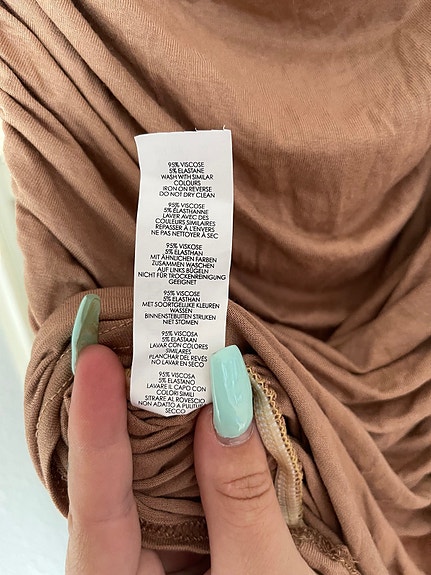 95% VISCOSE
5% ELASTANE
WASH WITH SIMILAR
COLOURS
IRON ON REVERSE
DO NOT DRY CLEAN
95% VISCOSE
5% ÉLASTHANNE
LAVER AVEC DES
COULEURS SIMILAIRES
REPASSER À L'ENVERS
NE PAS NETTOYER À SEC
95% VISKOSE
5% ELASTHAN
MIT ÄHNLICHEN FARBEN
ZUSAMMEN WASCHEN
AUF LINKS BÜGELN
NICHT FÜR TROCKENREINIGUNG
GEEIGNET
95% VISCOSE
5% ELASTHAN
MET SOORTGELIJKE KLEUREN
WASSEN
BINNENSTEBUITEN STRIJKEN
NIET STOMEN
95% VISCOSA
5% ELASTAAN
LAVAR CON COLORES
SIMILARES
PLANCHAR DEL REVÉS
NO LAVAR EN SECO
95% VISCOSA
5% ELASTANO
LAVARE IL CAPO CON
COLORI SIMILI
STIRARE AL ROVESCIO
NON ADATTO A PULITUR
SECCO